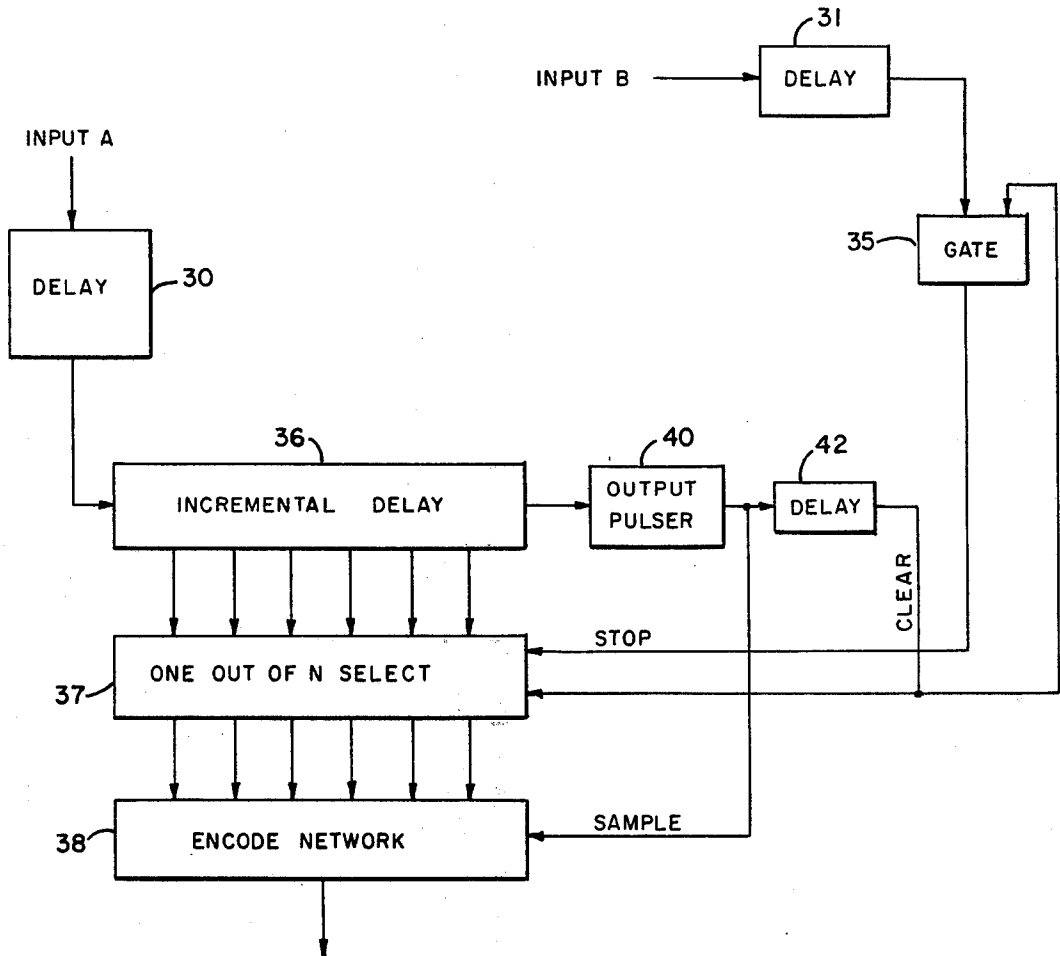 31
INPUT B
DELAY
INPUT A
35
GATE
DELAY
30
36
40
42
INCREMENTAL DELAY
OUTPUT
PULSER
DELAY
CLEAR
STOP
ONE OUT OF N SELECT
37
SAMPLE
38
ENCODE NETWORK